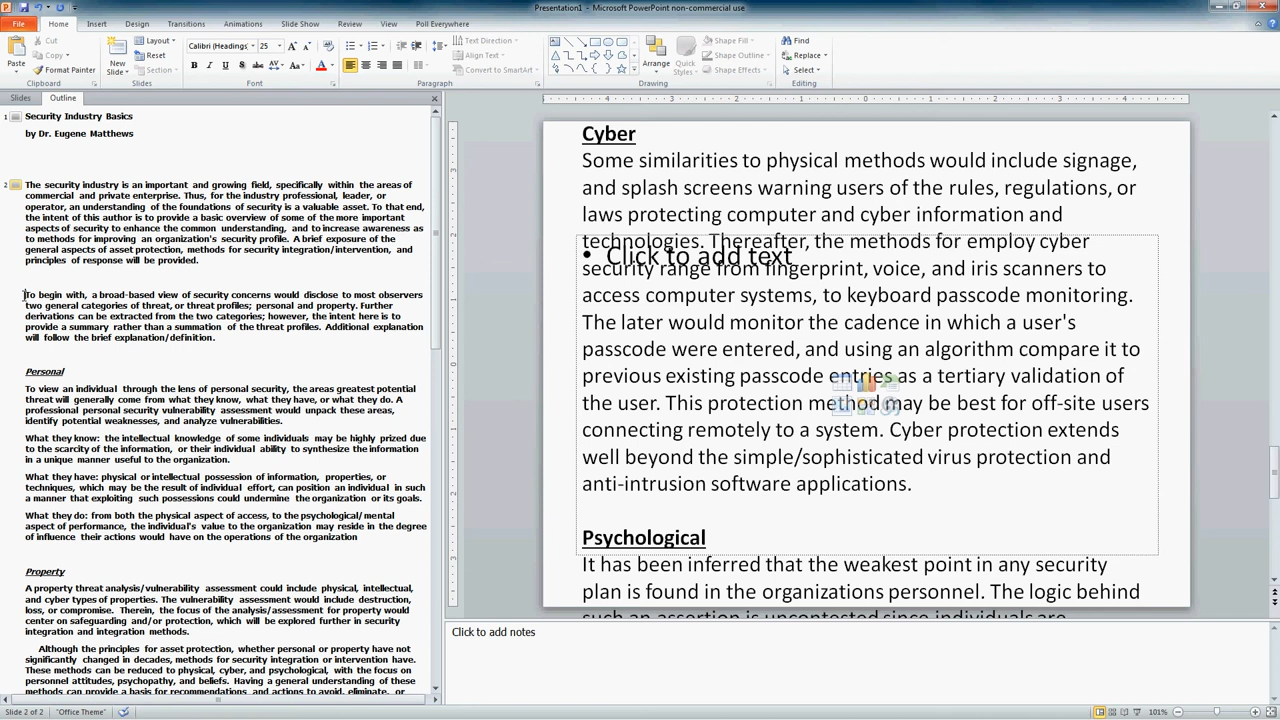 Presentation1 - Microsoft PowerPoint non-commercial use
File Home Insert Design Transitions Animations Slide Show Review View Poll Everywhere
Cut
Copy
Format Painter
Paste
Clipboard
New
Slide
Layout
Reset
Section
Slides
Calibri (Headings) 25
Font
Text Direction
Align Text
Convert to SmartArt
Paragraph
Arrange
Quick
Styles
Shape Fill
Shape Outline
Shape Effects
Drawing
Find
Replace
Select
Editing
Slides Outline
1 Security Industry Basics
by Dr. Eugene Matthews
2 The security industry is an important and growing field, specifically within the areas of
commercial and private enterprise. Thus, for the industry professional, leader, or
operator, an understanding of the foundations of security is a valuable asset. To that end,
the intent of this author is to provide a basic overview of some of the more important
aspects of security to enhance the common understanding, and to increase awareness as
to methods for improving an organization's security profile. A brief exposure of the
general aspects of asset protection, methods for security integration/intervention, and
principles of response will be provided.
To begin with, a broad-based view of security concerns would disclose to most observers
two general categories of threat, or threat profiles; personal and property. Further
derivations can be extracted from the two categories; however, the intent here is to
provide a summary rather than a summation of the threat profiles. Additional explanation
will follow the brief explanation/definition.
Personal
To view an individual through the lens of personal security, the areas greatest potential
threat will generally come from what they know, what they have, or what they do. A
professional personal security vulnerability assessment would unpack these areas,
identify potential weaknesses, and analyze vulnerabilities.
What they know: the intellectual knowledge of some individuals may be highly prized due
to the scarcity of the information, or their individual ability to synthesize the information
in a unique manner useful to the organization.
What they have: physical or intellectual possession of information, properties, or
techniques, which may be the result of individual effort, can position an individual in such
a manner that exploiting such possessions could undermine the organization or its goals.
What they do: from both the physical aspect of access, to the psychological/mental
aspect of performance, the individual's value to the organization may reside in the degree
of influence their actions would have on the operations of the organization
Property
A property threat analysis/vulnerability assessment could include physical, intellectual,
and cyber types of properties. The vulnerability assessment would include destruction,
loss, or compromise. Therein, the focus of the analysis/assessment for property would
center on safeguarding and/or protection, which will be explored further in security
integration and integration methods.
Although the principles for asset protection, whether personal or property have not
significantly changed in decades, methods for security integration or intervention have.
These methods can be reduced to physical, cyber, and psychological, with the focus on
personnel attitudes, psychopathy, and beliefs. Having a general understanding of these
methods can provide a basis for recommendations and actions to avoid, eliminate, or
Cyber
Some similarities to physical methods would include signage,
and splash screens warning users of the rules, regulations, or
laws protecting computer and cyber information and
technologies. Thereafter, the methods for employ cyber
• Click to add text
security range from fingerprint, voice, and iris scanners to
access computer systems, to keyboard passcode monitoring.
The later would monitor the cadence in which a user's
passcode were entered, and using an algorithm compare it to
previous existing passcode entries as a tertiary validation of
the user. This protection method may be best for off-site users
connecting remotely to a system. Cyber protection extends
well beyond the simple/sophisticated virus protection and
anti-intrusion software applications.
Psychological
It has been inferred that the weakest point in any security
plan is found in the organizations personnel. The logic behind
such an assertion is uncontested since individuals are
Click to add notes
Slide 2 of 2 "Office Theme" 101%